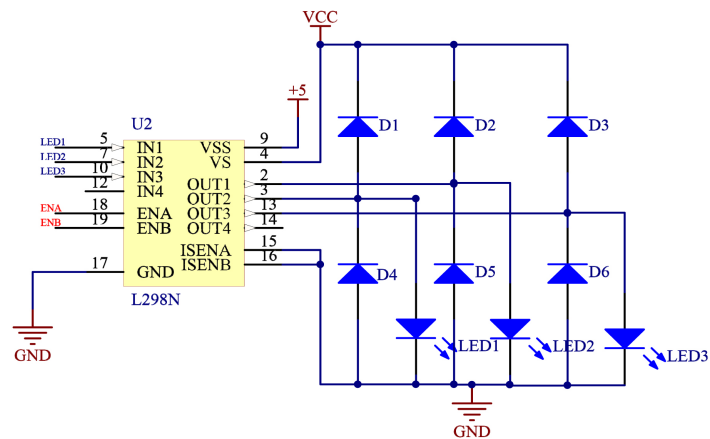 VCC
+5
U2
LED1 5 IN1 VSS 9
LED2 7 IN2 VS 4
LED3 10 IN3
12 IN4 OUT1 2
OUT2 3
ENA 18 ENA OUT3 13
ENB 19 ENB OUT4 14
ISENA 15
ISENB 16
17 GND
L298N
GND
D1 D2 D3
D4 D5 D6
LED1 LED2 LED3
GND